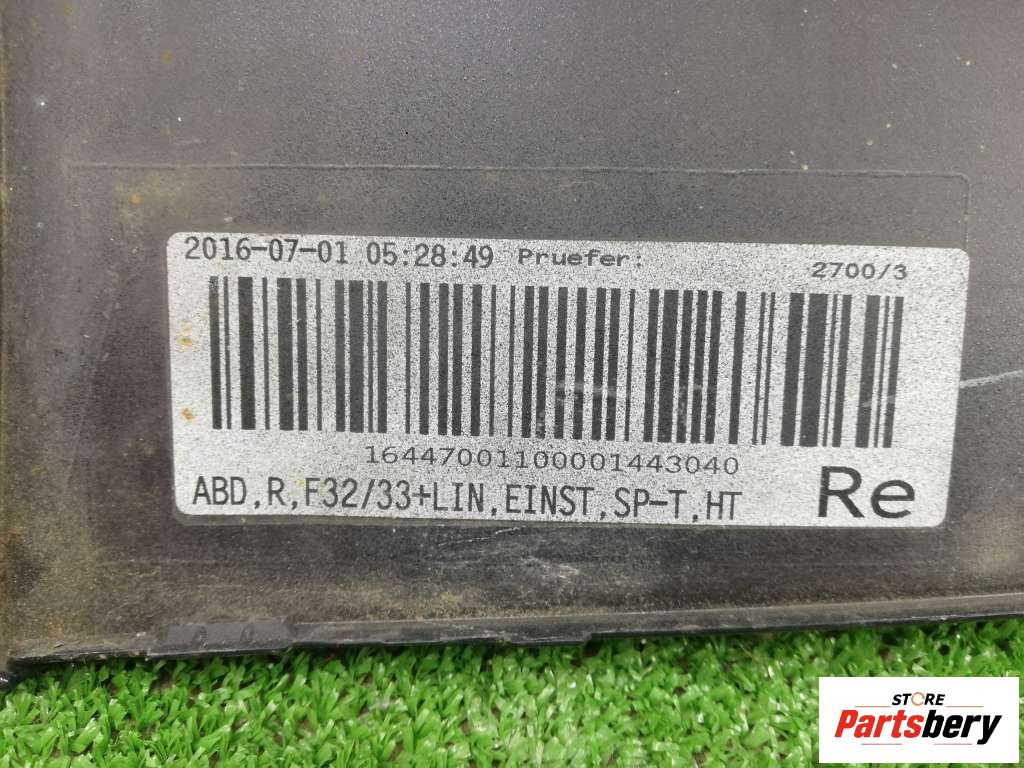 2016-07-01 05:28:49 Pruefer: 2700/3
16447001100001443040
ABD,R,F32/33+LIN,EINST,SP-T,HT Re
STORE
Partsbery